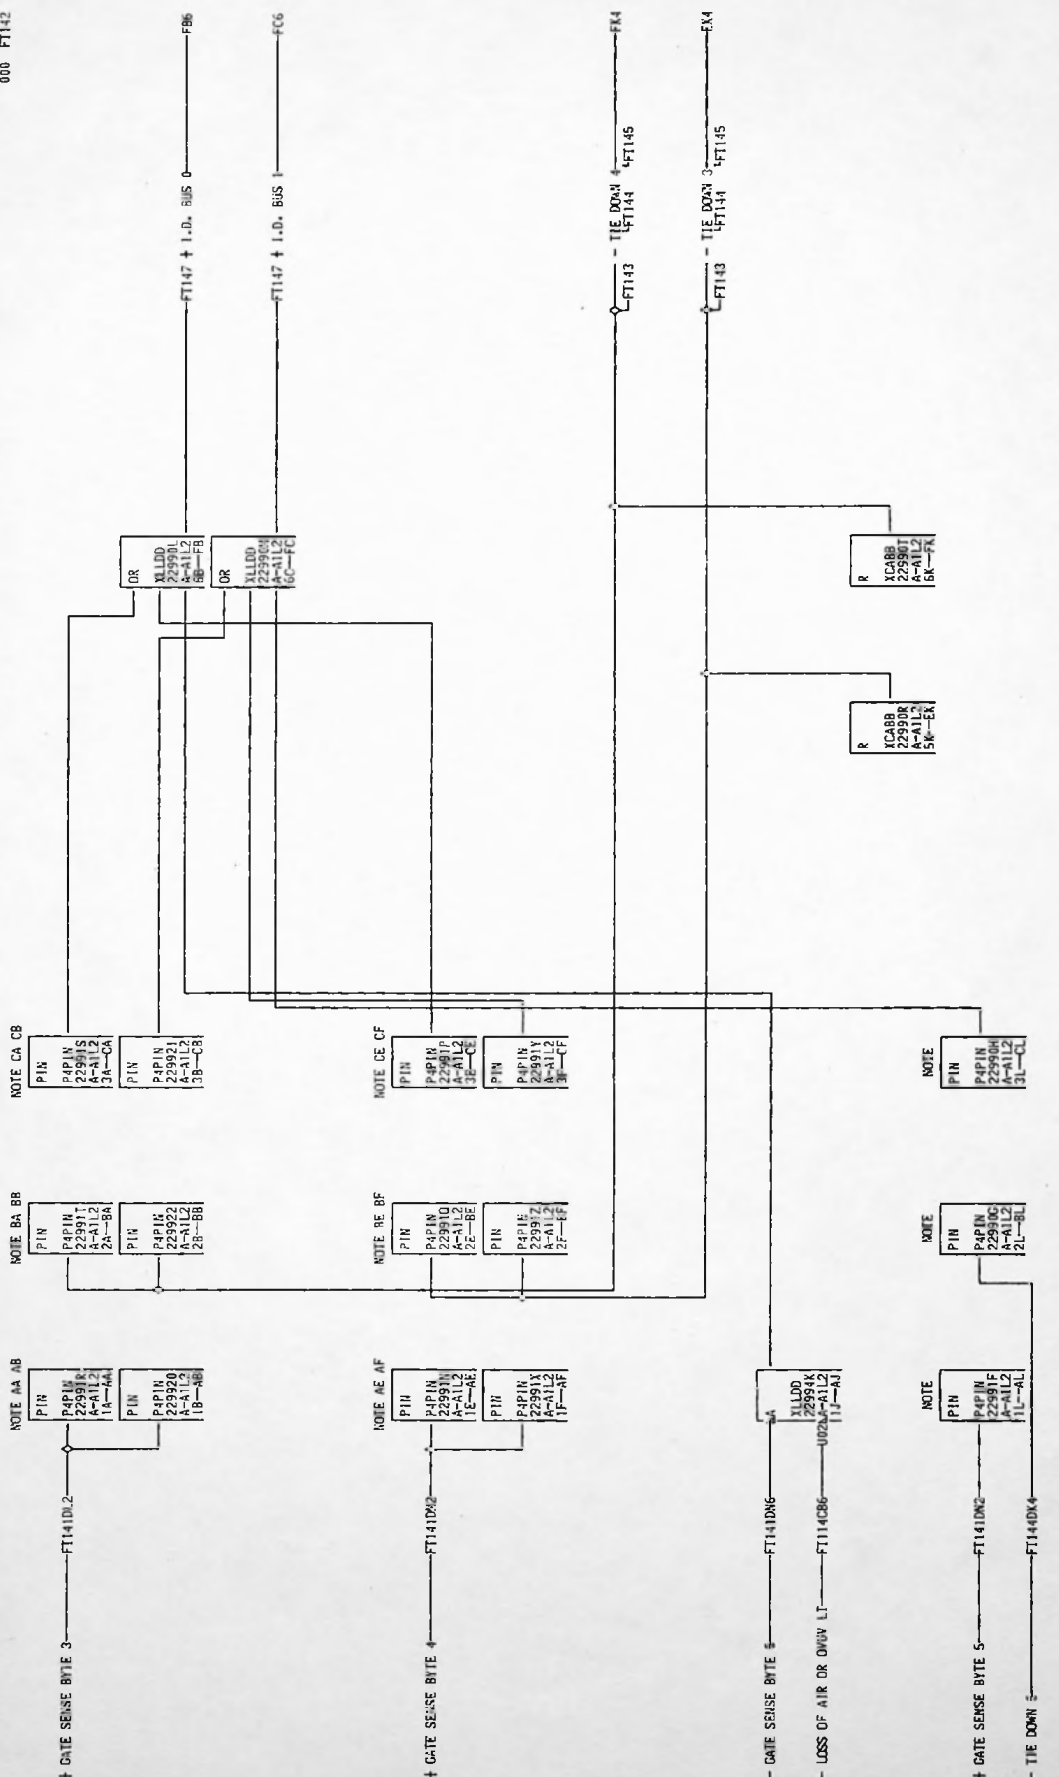 000 FT142
+ GATE SENSE BYTE 3
FT141DL2
NOTE AA AB
PIN
P4PIN
22991R
A-A1L2
1A--AA
PIN
P4PIN
229920
A-A1L2
1B--AB
NOTE BA BB
PIN
P4PIN
22991T
A-A1L2
2A--BA
PIN
P4PIN
229922
A-A1L2
2B--BB
NOTE CA CB
PIN
P4PIN
22991S
A-A1L2
3A--CA
PIN
P4PIN
229921
A-A1L2
3B--CB
OR
XLLDD
22990L
A-A1L2
6B--FB
FT147 + I.D. BUS 0
FB6
OR
XLLDD
22990N
A-A1L2
6C--FC
FT147 + I.D. BUS 1
FC6
+ GATE SENSE BYTE 4
FT141DM2
NOTE AE AF
PIN
P4PIN
22991N
A-A1L2
1E--AE
PIN
P4PIN
22991X
A-A1L2
1F--AF
NOTE BE BF
PIN
P4PIN
22991Q
A-A1L2
2E--BE
PIN
P4PIN
22991Z
A-A1L2
2F--BF
NOTE CE CF
PIN
P4PIN
22991P
A-A1L2
3E--CE
PIN
P4PIN
22991Y
A-A1L2
3F--CF
- TIE DOWN 4
FX4
FT143
FT144
FT145
- TIE DOWN 3
EX4
FT143
FT144
FT145
- GATE SENSE BYTE
FT141DN6
A
XLLDD
22994K
A-A1L2
1J--AJ
- LOSS OF AIR OR OVUV LT
FT114CB6
U02
R
XCABB
22990R
A-A1L2
5K--EK
R
XCABB
22990T
A-A1L2
6K--FK
+ GATE SENSE BYTE 5
FT141DN2
NOTE
PIN
P4PIN
22991F
A-A1L2
1L--AL
NOTE
PIN
P4PIN
22990G
A-A1L2
2L--BL
NOTE
PIN
P4PIN
22990H
A-A1L2
3L--CL
- TIE DOWN
FT144DK4